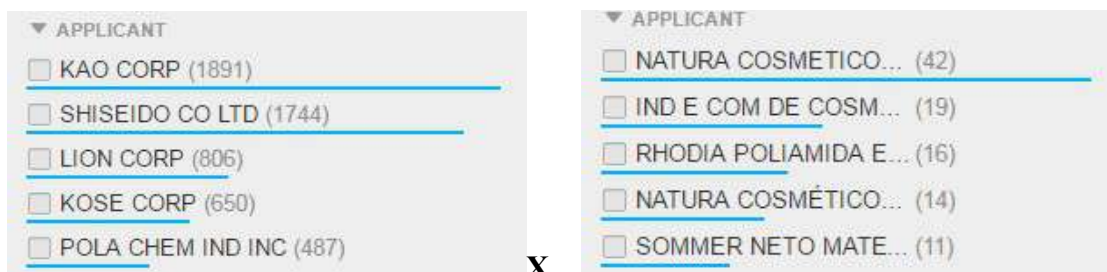 ▼ APPLICANT
KAO CORP (1891)
SHISEIDO CO LTD (1744)
LION CORP (806)
KOSE CORP (650)
POLA CHEM IND INC (487)
X
▼ APPLICANT
NATURA COSMETICO... (42)
IND E COM DE COSM... (19)
RHODIA POLIAMIDA E... (16)
NATURA COSMÉTICO... (14)
SOMMER NETO MATE... (11)